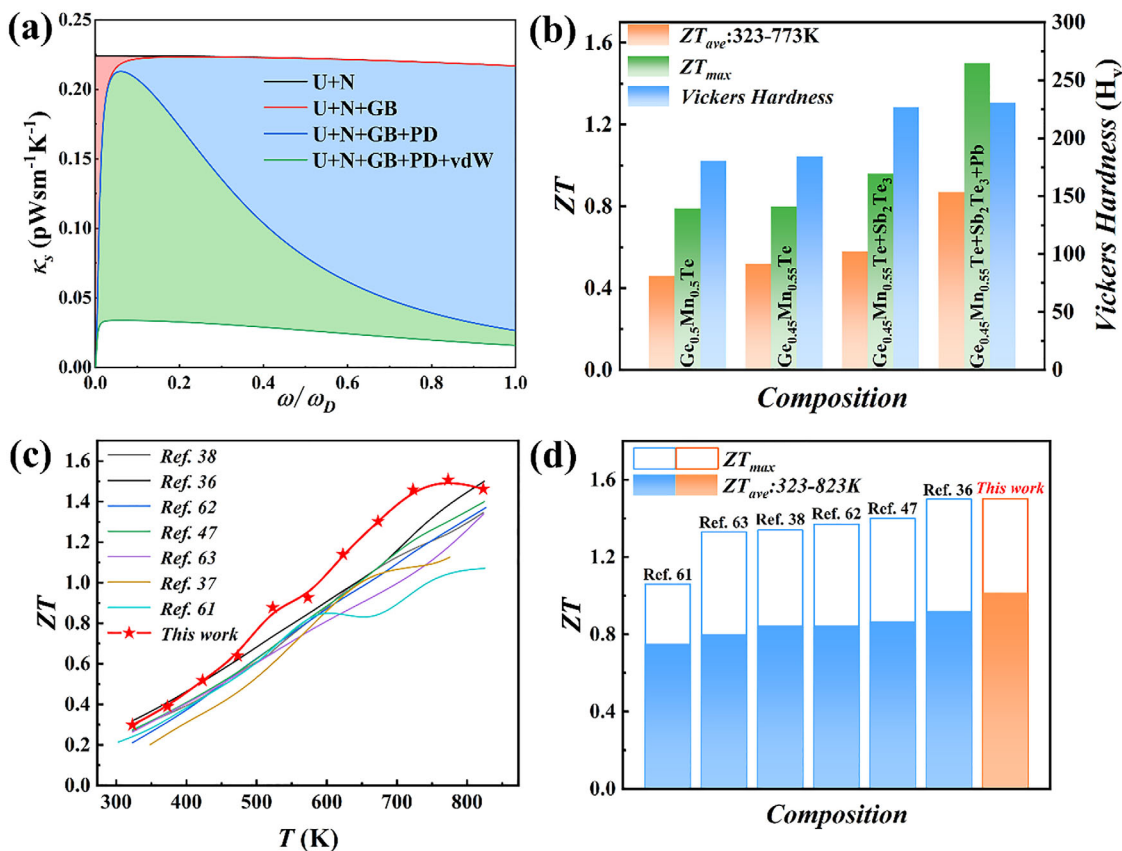 (a)
0.25
0.20
0.15
0.10
0.05
0.00
κs (pWsm-1K-1)
U+N
U+N+GB
U+N+GB+PD
U+N+GB+PD+vdW
0.0 0.2 0.4 0.6 0.8 1.0
ω/ωD
(b)
1.6
1.2
0.8
0.4
0.0
ZT
ZTave:323-773K
ZTmax
Vickers Hardness
Ge0.5Mn0.5Te
Ge0.45Mn0.55Te
Ge0.45Mn0.55Te+Sb2Te3
Ge0.45Mn0.55Te+Sb2Te3+Pb
300
250
200
150
100
50
0
Vickers Hardness (Hv)
Composition
(c)
1.6
1.4
1.2
1.0
0.8
0.6
0.4
0.2
0.0
ZT
Ref. 38
Ref. 36
Ref. 62
Ref. 47
Ref. 63
Ref. 37
Ref. 61
This work
300 400 500 600 700 800
T (K)
(d)
1.6
1.2
0.8
0.4
0.0
ZT
ZTmax
ZTave:323-823K
Ref. 61
Ref. 63
Ref. 38
Ref. 62
Ref. 47
Ref. 36
This work
Composition